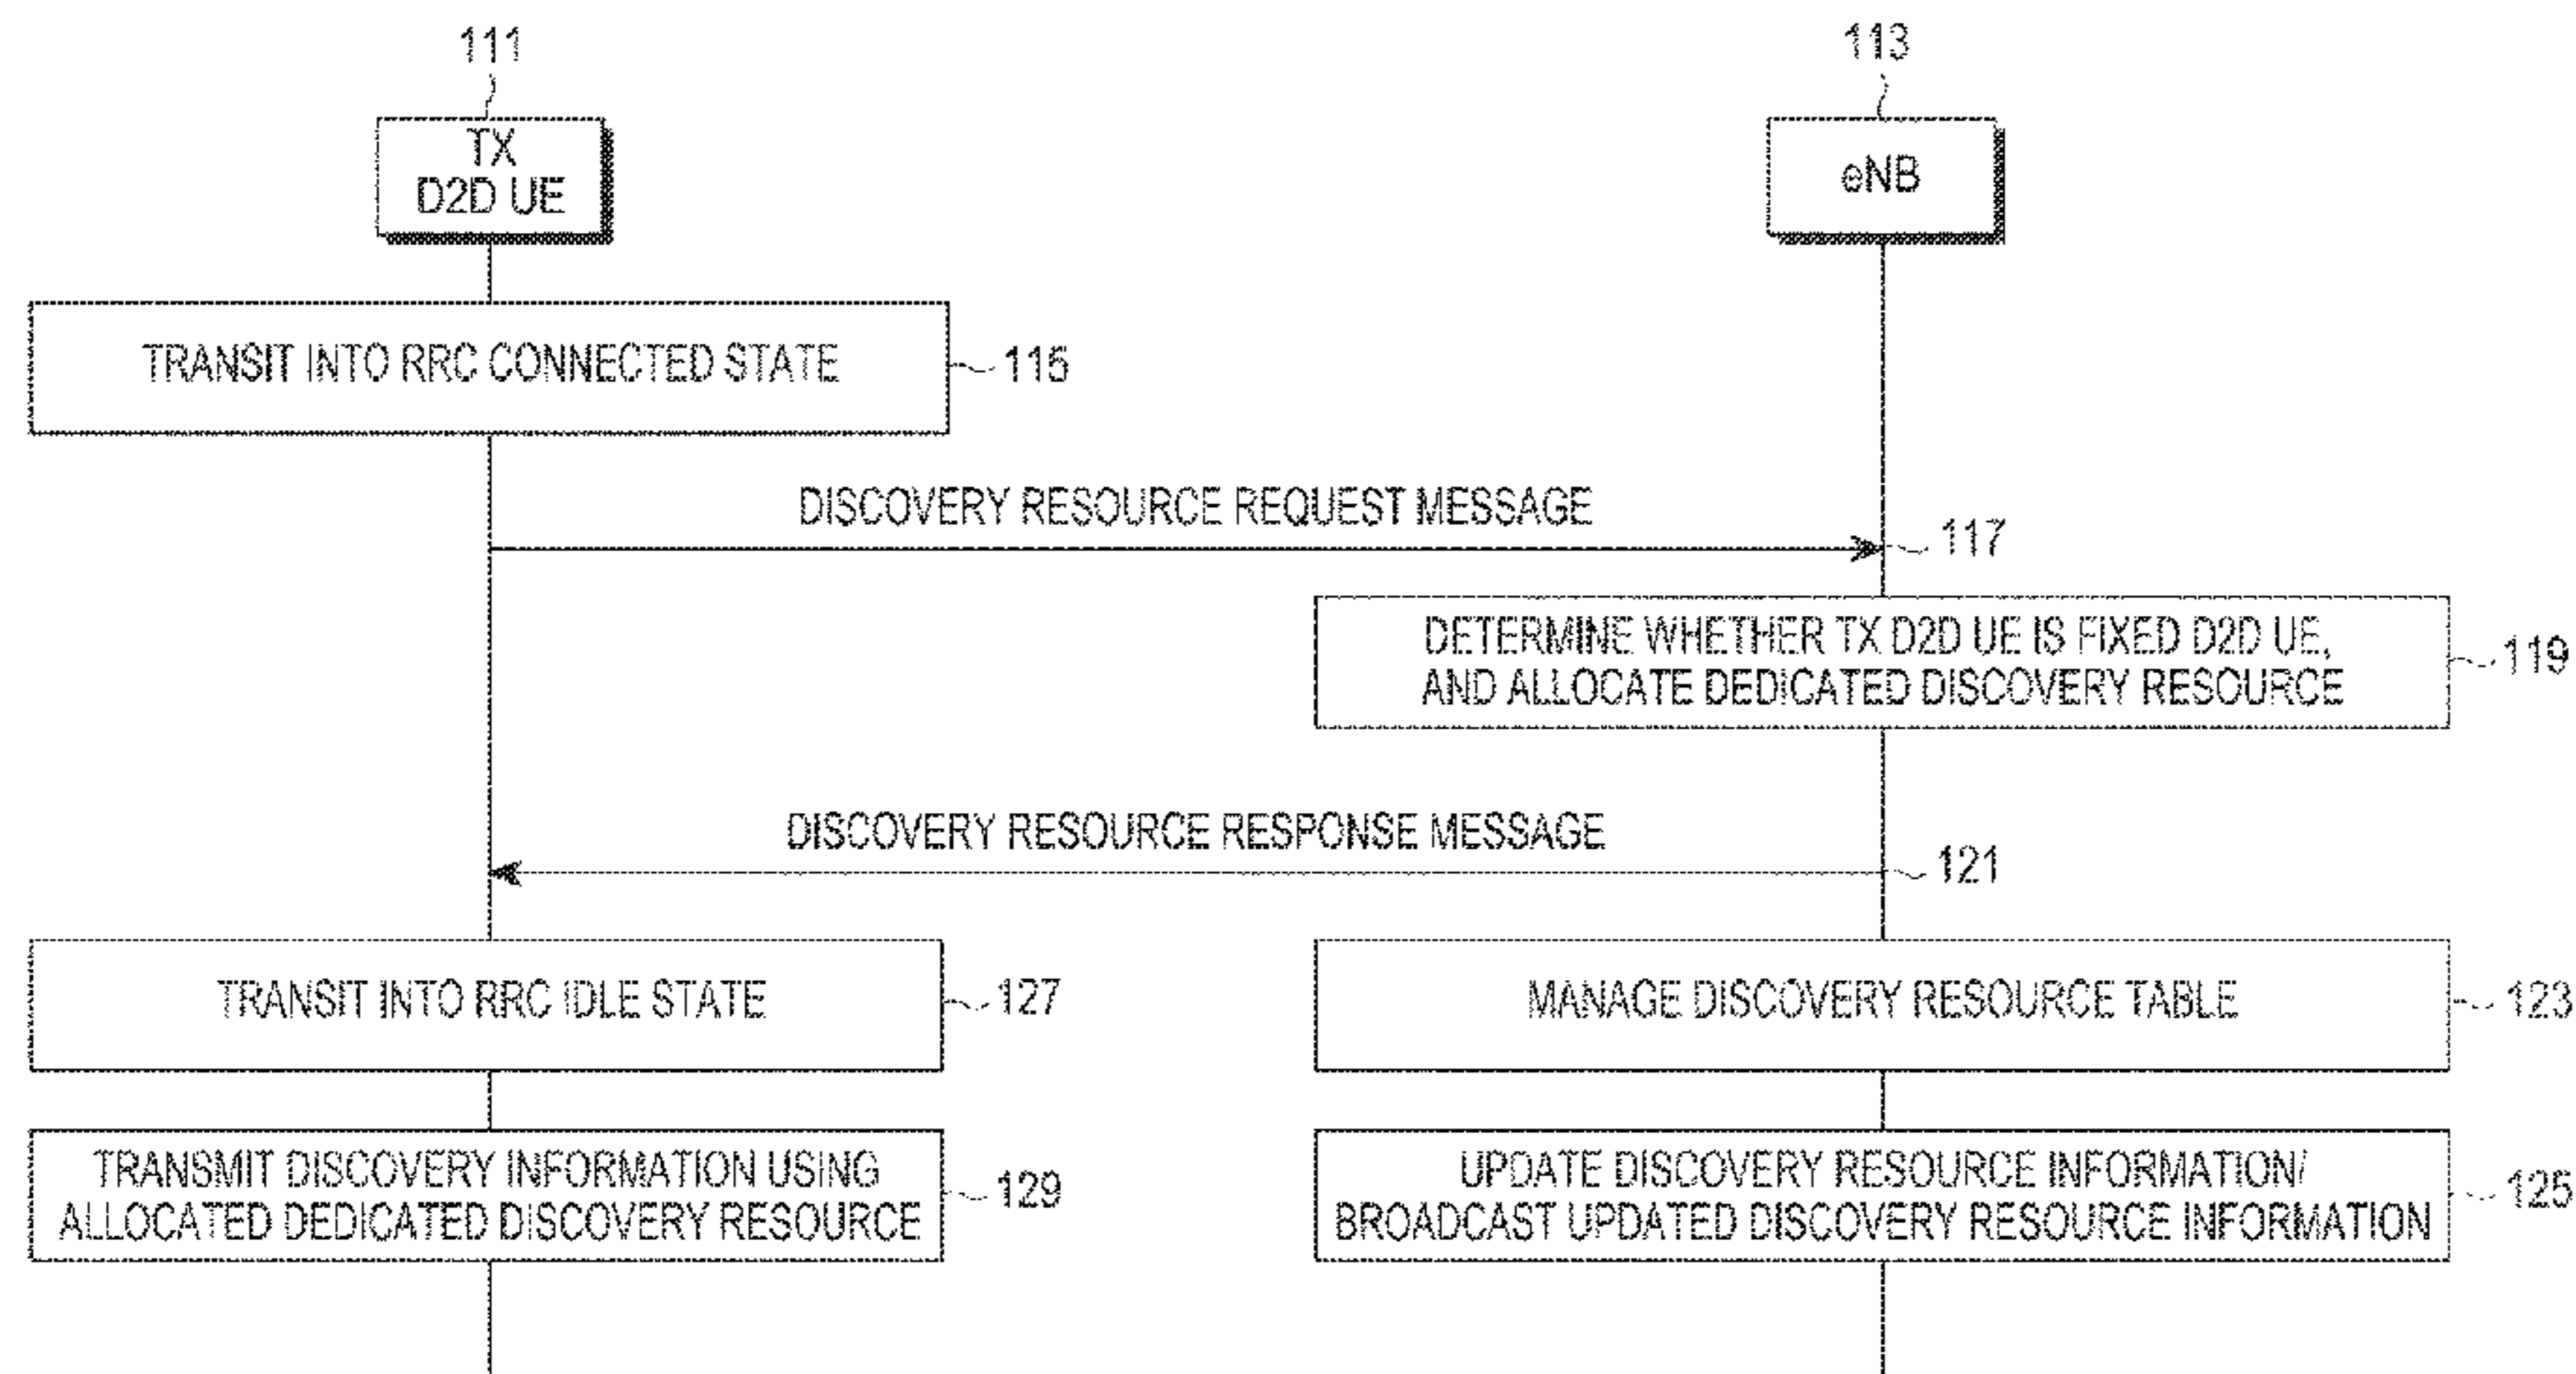 111
113
TX
D2D UE
eNB
TRANSIT INTO RRC CONNECTED STATE
115
DISCOVERY RESOURCE REQUEST MESSAGE
117
DETERMINE WHETHER TX D2D UE IS FIXED D2D UE,
AND ALLOCATE DEDICATED DISCOVERY RESOURCE
119
DISCOVERY RESOURCE RESPONSE MESSAGE
121
TRANSIT INTO RRC IDLE STATE
127
MANAGE DISCOVERY RESOURCE TABLE
123
TRANSMIT DISCOVERY INFORMATION USING
ALLOCATED DEDICATED DISCOVERY RESOURCE
129
UPDATE DISCOVERY RESOURCE INFORMATION/
BROADCAST UPDATED DISCOVERY RESOURCE INFORMATION
125